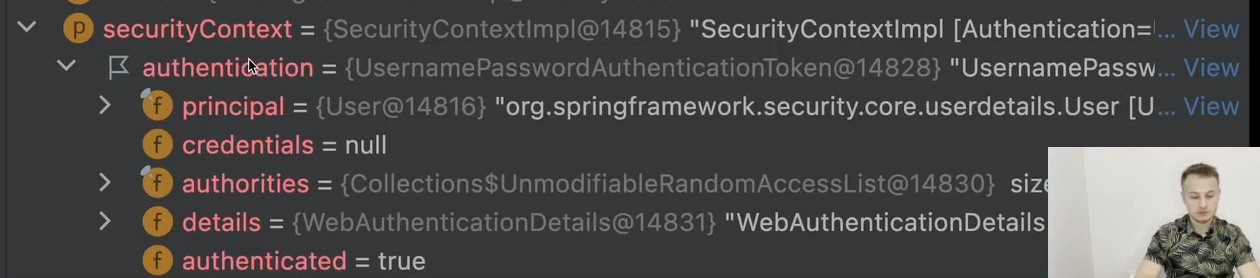 p securityContext = {SecurityContextImpl@14815} "SecurityContextImpl [Authentication=... View
authentication = {UsernamePasswordAuthenticationToken@14828} "UsernamePassw... View
f principal = {User@14816} "org.springframework.security.core.userdetails.User [U... View
f credentials = null
f authorities = {Collections$UnmodifiableRandomAccessList@14830} size
f details = {WebAuthenticationDetails@14831} "WebAuthenticationDetails
f authenticated = true